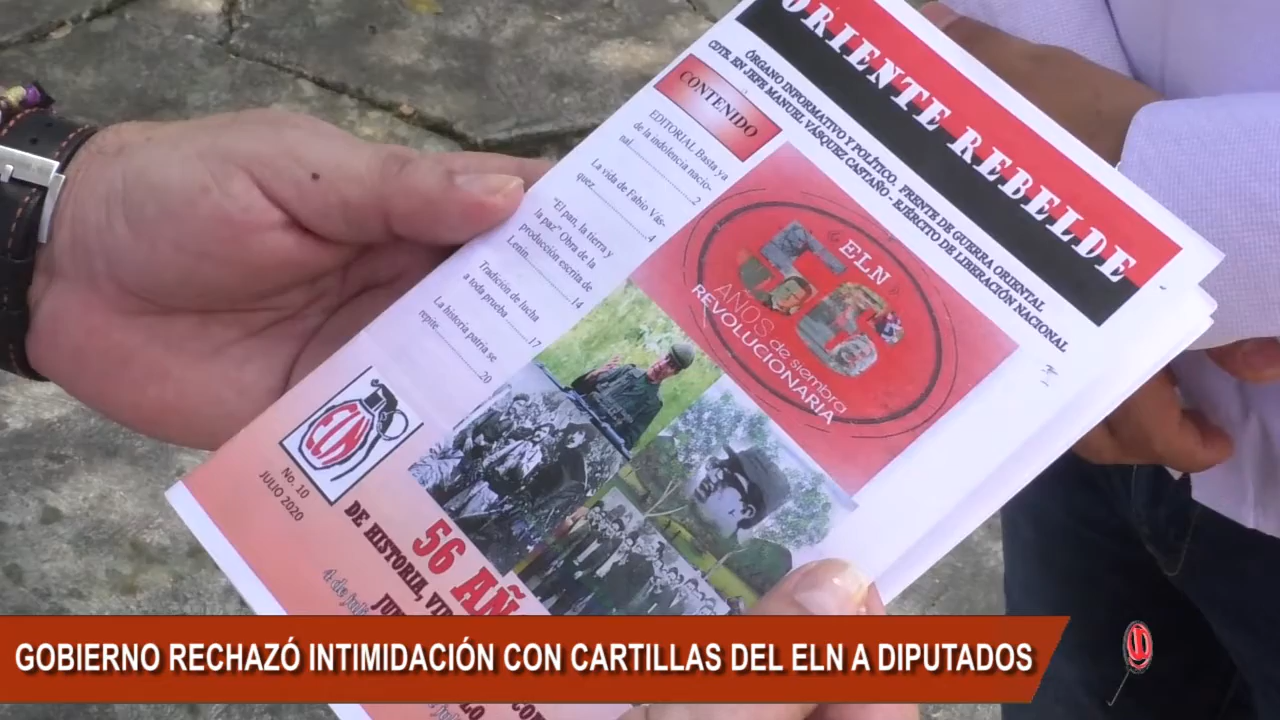 ORIENTE REBELDE
ÓRGANO INFORMATIVO Y POLÍTICO. FRENTE DE GUERRA ORIENTAL
CDTE. EN JEFE MANUEL VÁSQUEZ CASTAÑO - EJÉRCITO DE LIBERACIÓN NACIONAL
CONTENIDO
EDITORIAL. Basta ya
de la indolencia nacio-
nal....................2
La vida de Fabio Vás-
quez..................4
"El pan, la tierra y
la paz" Obra de la
producción escrita de
Lenin................14
Tradición de lucha
a toda prueba........17
La historia patria se
repite................20
ELN
56
AÑOS de siembra
REVOLUCIONARIA
ELN
No. 10
JULIO 2020
56 AÑ
DE HISTORIA, VI
4 de juli
GOBIERNO RECHAZÓ INTIMIDACIÓN CON CARTILLAS DEL ELN A DIPUTADOS